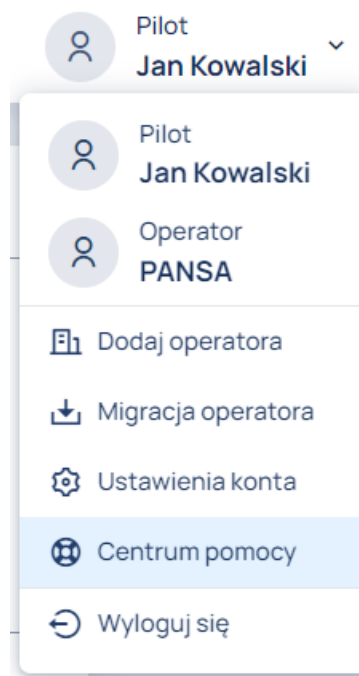 Pilot
Jan Kowalski
Pilot
Jan Kowalski
Operator
PANSA
Dodaj operatora
Migracja operatora
Ustawienia konta
Centrum pomocy
Wyloguj się